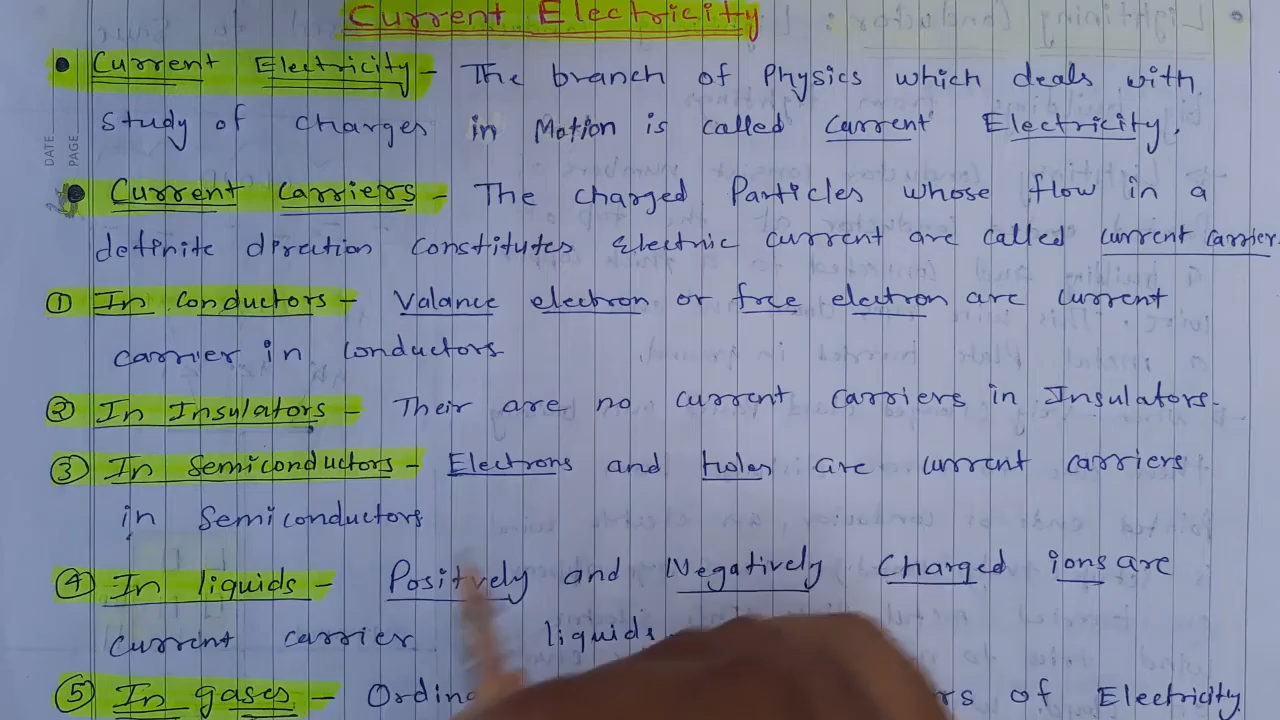 Current Electricity
• Current Electricity - The branch of Physics which deals with
study of charges in Motion is called Current Electricity.
• Current Carriers - The charged Particles whose flow in a
definite diration constitutes Electric current are called current carrier.
① In Conductors - Valance electron or free electron are current
carrier in conductors
② In Insulators - Their are no current carriers in Insulators.
③ In Semiconductors - Electrons and holes are current carriers
in Semiconductors
④ In liquids - Positvely and Negatively Charged ions are
current carrier liquids
⑤ In gases - of Electricity
DATE
PAGE